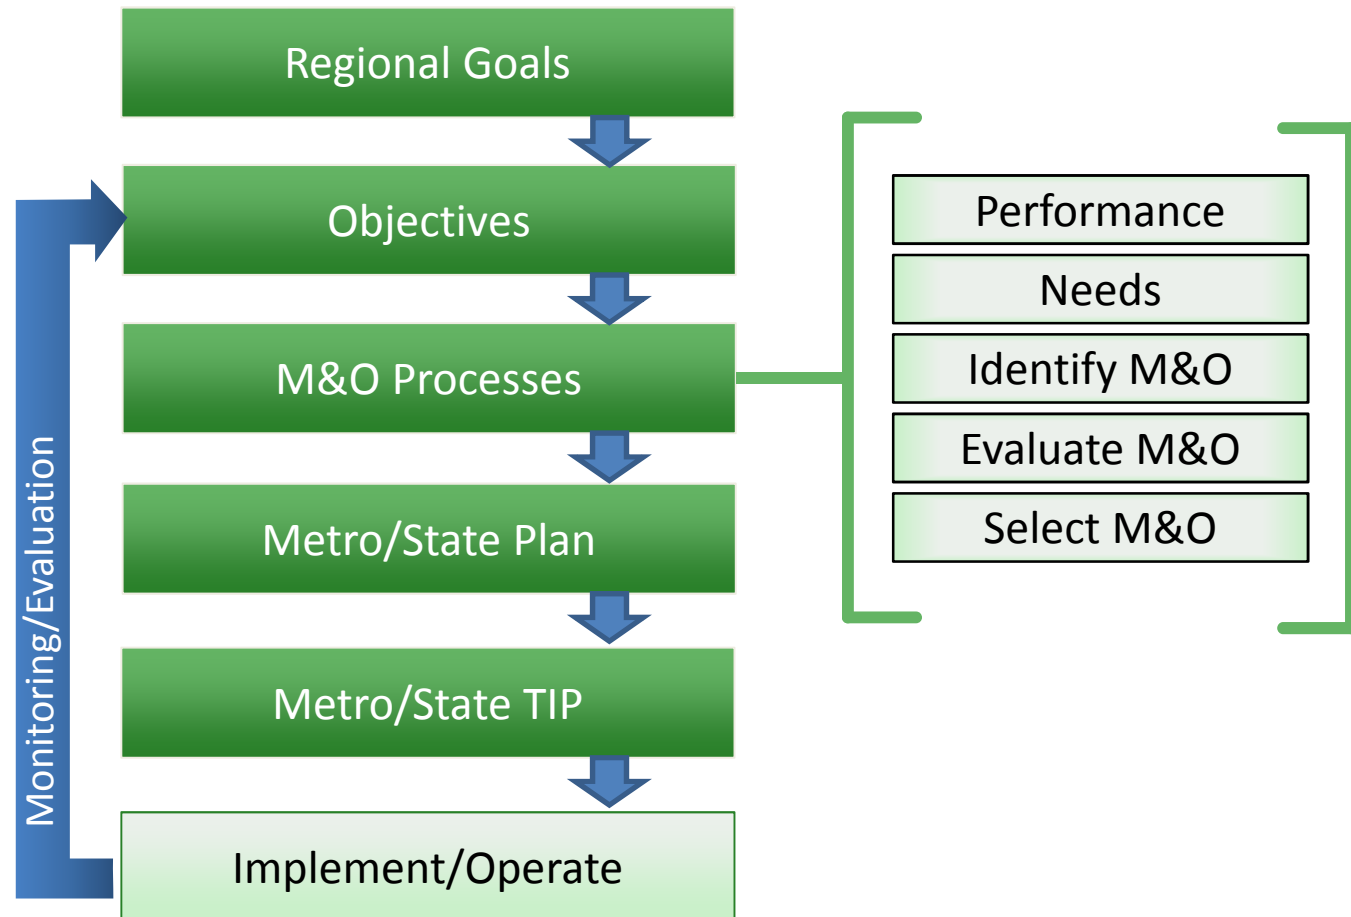 Regional Goals
Objectives
M&O Processes
Metro/State Plan
Metro/State TIP
Implement/Operate
Monitoring/Evaluation
Performance
Needs
Identify M&O
Evaluate M&O
Select M&O